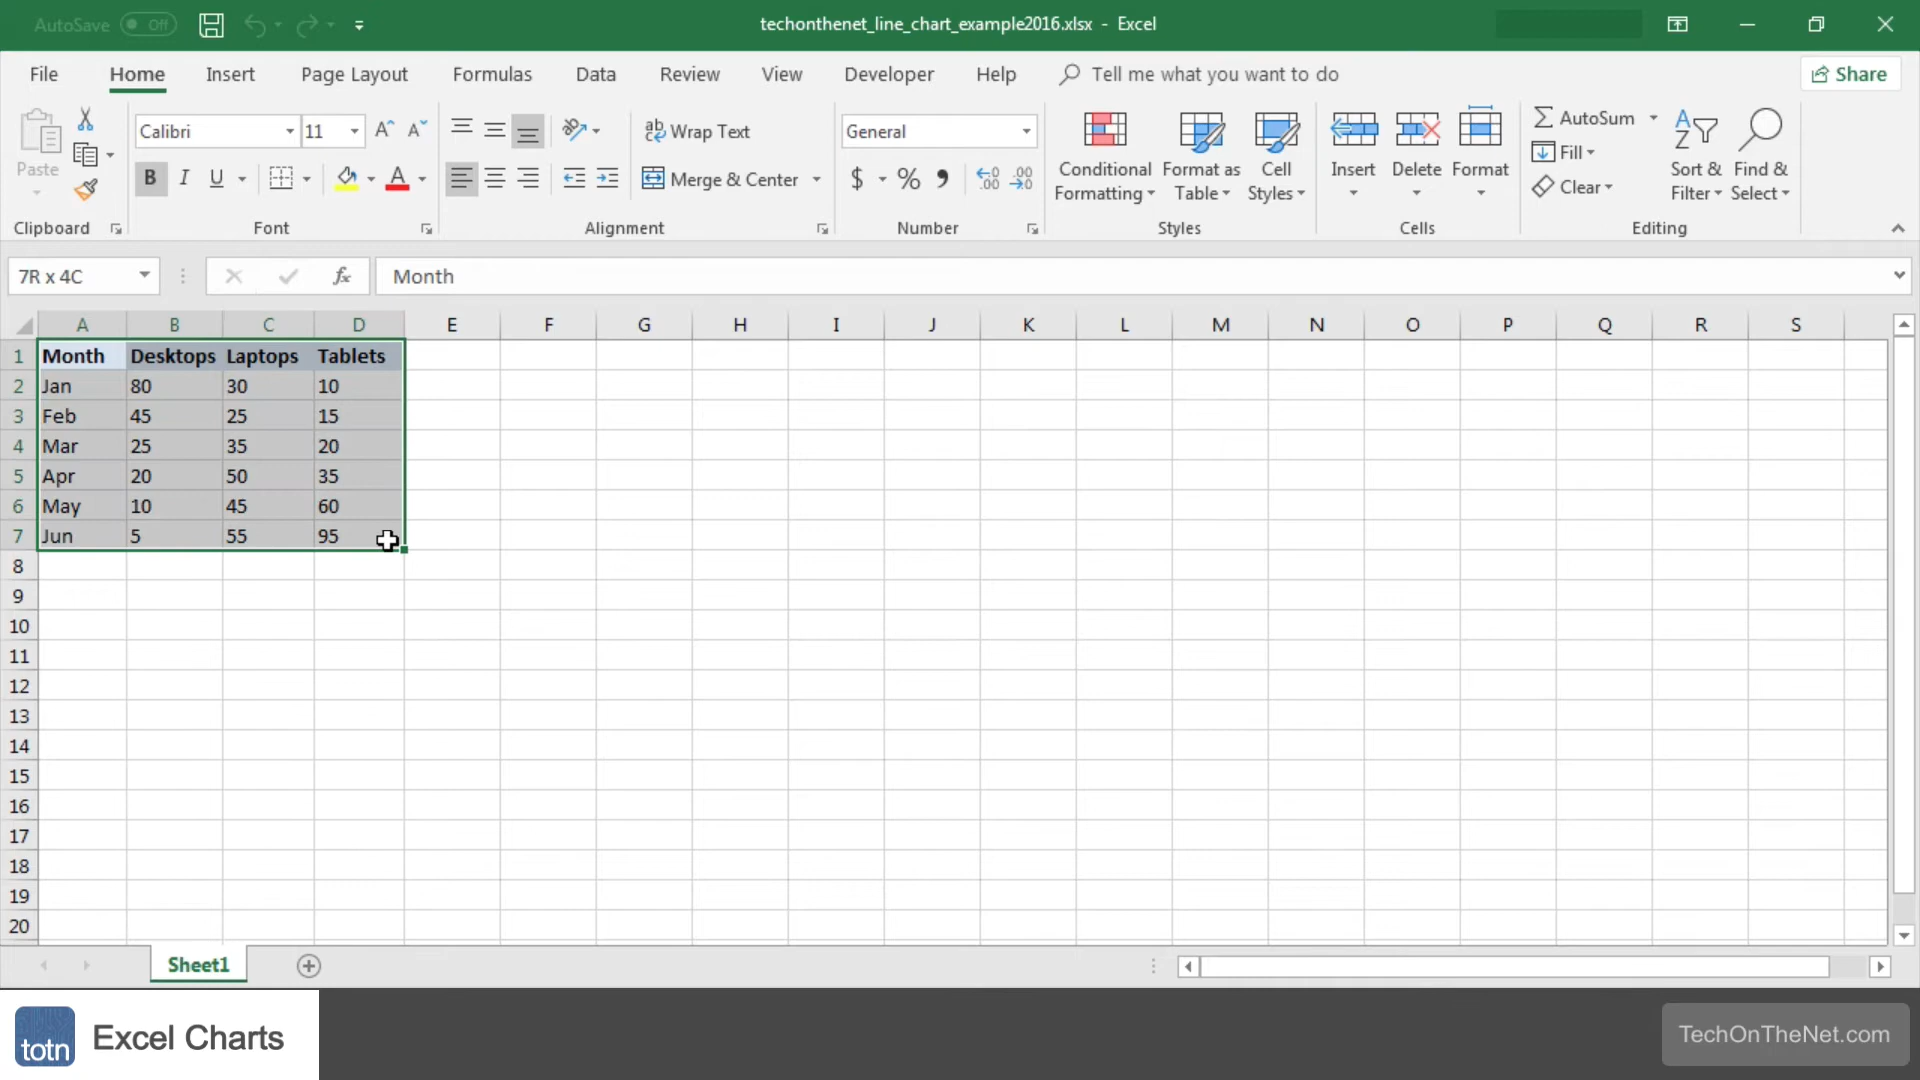 AutoSave Off techonthenet_line_chart_example2016.xlsx - Excel
File Home Insert Page Layout Formulas Data Review View Developer Help Tell me what you want to do Share
Paste
Calibri 11
Wrap Text
General
B I U
Merge & Center
$ % ,
Conditional Formatting
Format as Table
Cell Styles
Insert
Delete
Format
AutoSum
Fill
Clear
Sort & Filter
Find & Select
Clipboard Font Alignment Number Styles Cells Editing
7R x 4C fx Month
A B C D E F G H I J K L M N O P Q R S
1 Month Desktops Laptops Tablets
2 Jan 80 30 10
3 Feb 45 25 15
4 Mar 25 35 20
5 Apr 20 50 35
6 May 10 45 60
7 Jun 5 55 95
8
9
10
11
12
13
14
15
16
17
18
19
20
Sheet1
totn Excel Charts
TechOnTheNet.com